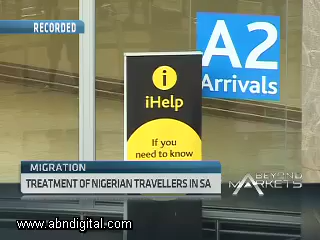 RECORDED
A2
Arrivals
i
iHelp
If you
need to know
MIGRATION
TREATMENT OF NIGERIAN TRAVELLERS IN SA
BEYOND
MARKETS
www.abndigital.com